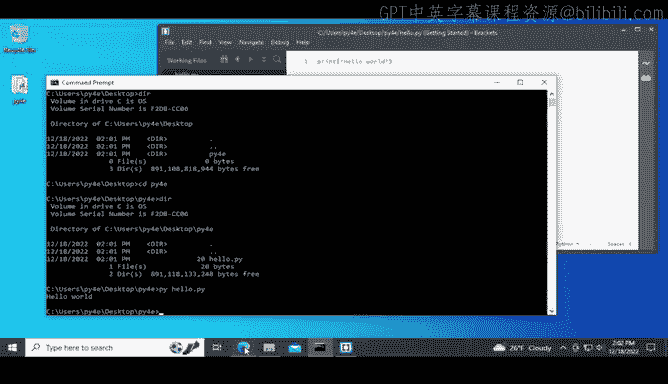 GPT中英字幕课程资源@bilibili.com
C:\Users\py4e\Desktop\py4e\hello.py (Getting Started) - Brackets
File Edit Find View Navigate Debug Help
Working Files
1 print('Hello world')
Recycle Bin
py4e
Command Prompt
C:\Users\py4e\Desktop>dir
Volume in drive C is OS
Volume Serial Number is F2DB-CC06
Directory of C:\Users\py4e\Desktop
12/18/2022 02:01 PM <DIR> .
12/18/2022 02:01 PM <DIR> ..
12/18/2022 02:01 PM <DIR> py4e
0 File(s) 0 bytes
3 Dir(s) 891,108,818,944 bytes free
C:\Users\py4e\Desktop>cd py4e
C:\Users\py4e\Desktop\py4e>dir
Volume in drive C is OS
Volume Serial Number is F2DB-CC06
Directory of C:\Users\py4e\Desktop\py4e
12/18/2022 02:01 PM <DIR> .
12/18/2022 02:01 PM <DIR> ..
12/18/2022 02:01 PM 20 hello.py
1 File(s) 20 bytes
2 Dir(s) 891,118,133,248 bytes free
C:\Users\py4e\Desktop\py4e>py hello.py
Hello world
C:\Users\py4e\Desktop\py4e>
Spaces: 4
Type here to search
26°F Cloudy
2:02 PM
12/18/2022